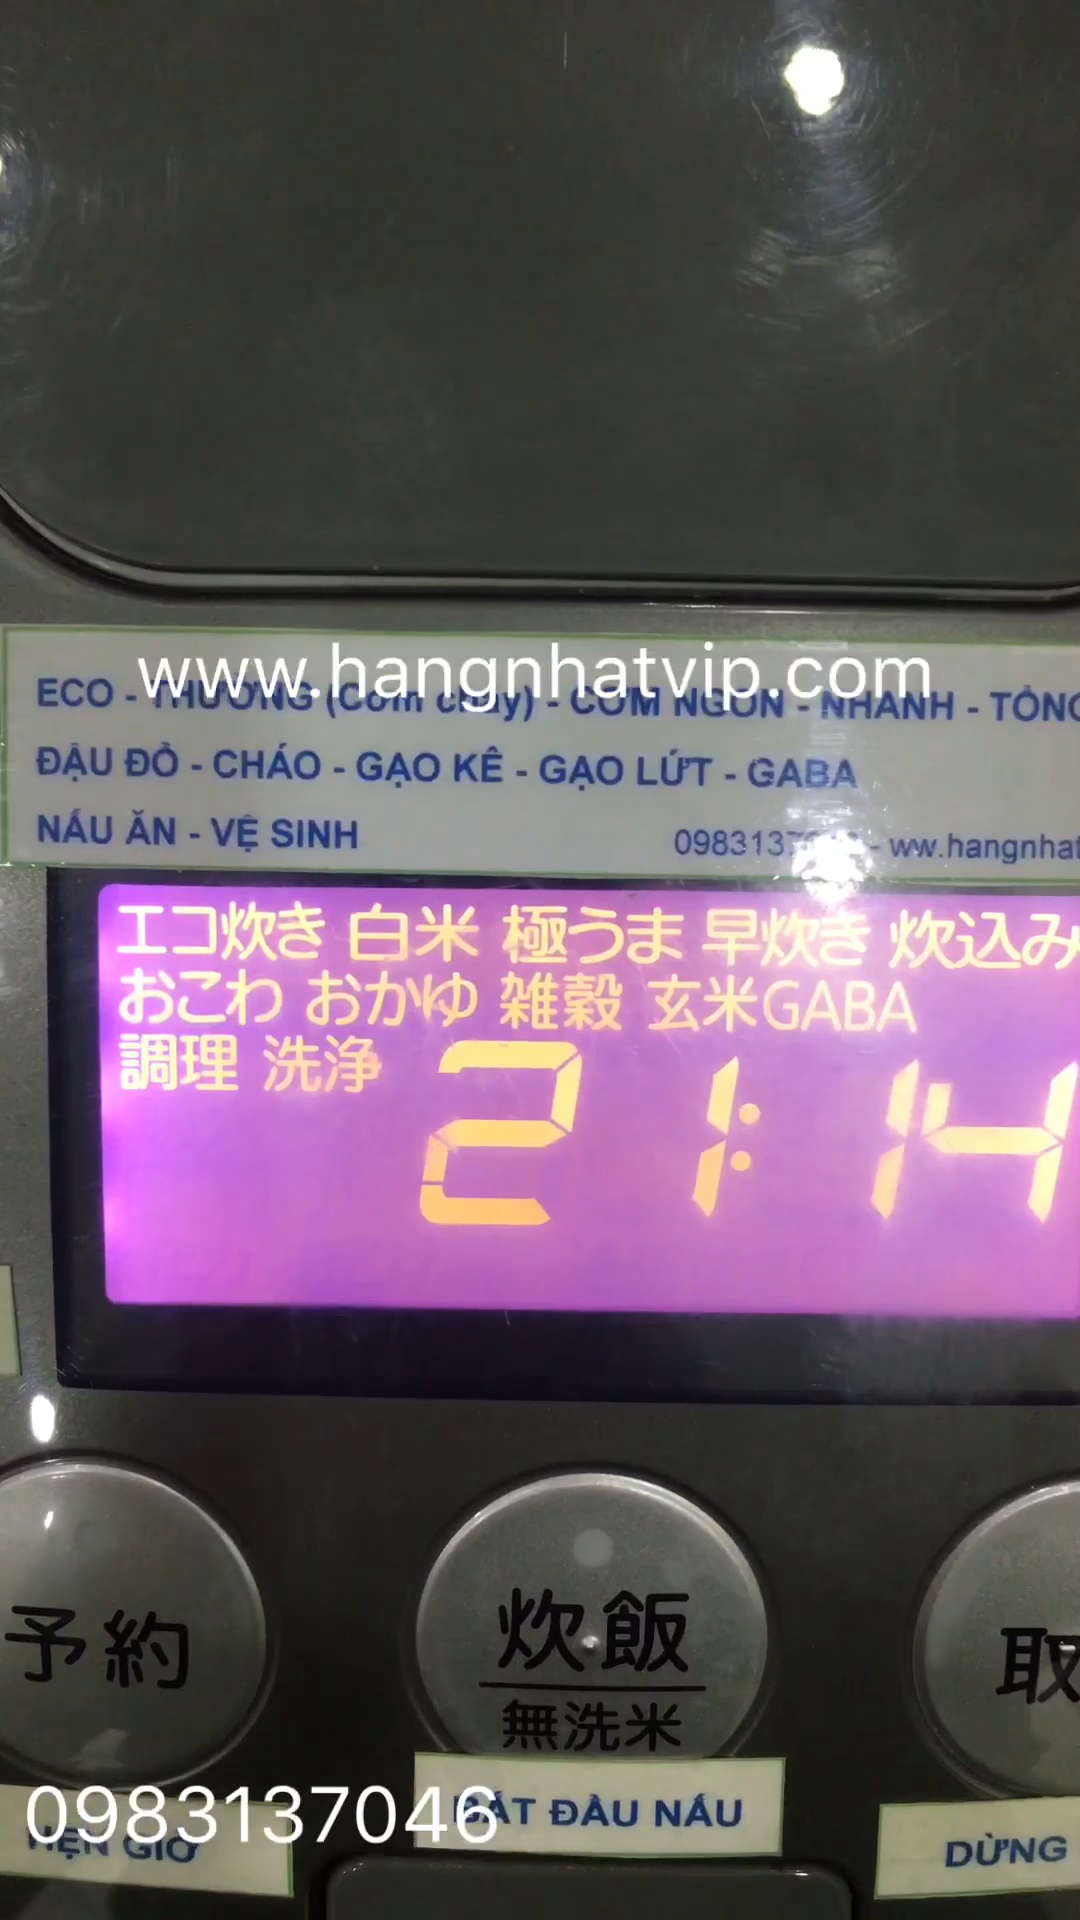 www.hangnhatvip.com
ECO - THƯỜNG (Cơm cháy) - CƠM NGON - NHANH - TỔNG
ĐẬU ĐỎ - CHÁO - GẠO KÊ - GẠO LỨT - GABA
NẤU ĂN - VỆ SINH
ww.hangnhat
エコ炊き 白米 極うま 早炊き 炊込み
おこわ おかゆ 雑穀 玄米GABA
調理 洗浄
21:14
予約
炊飯
無洗米
取
0983137046
HẸN GIỜ
BẮT ĐẦU NẤU
DỪNG